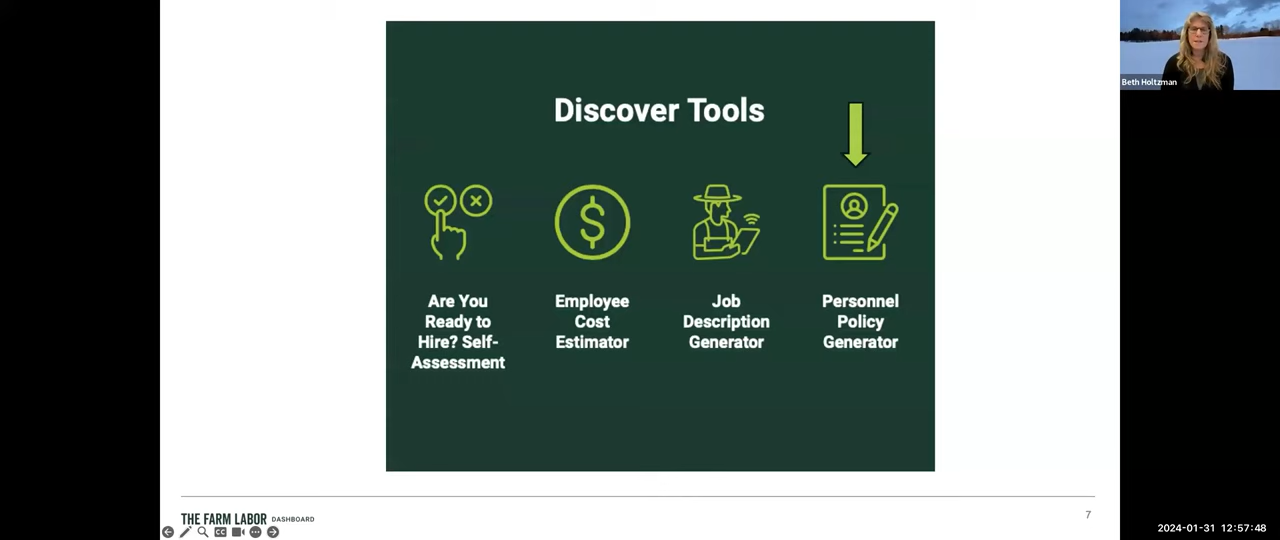 Discover Tools
Are You
Ready to
Hire? Self-
Assessment
Employee
Cost
Estimator
Job
Description
Generator
Personnel
Policy
Generator
THE FARM LABOR DASHBOARD
7
Beth Holtzman
2024-01-31 12:57:48